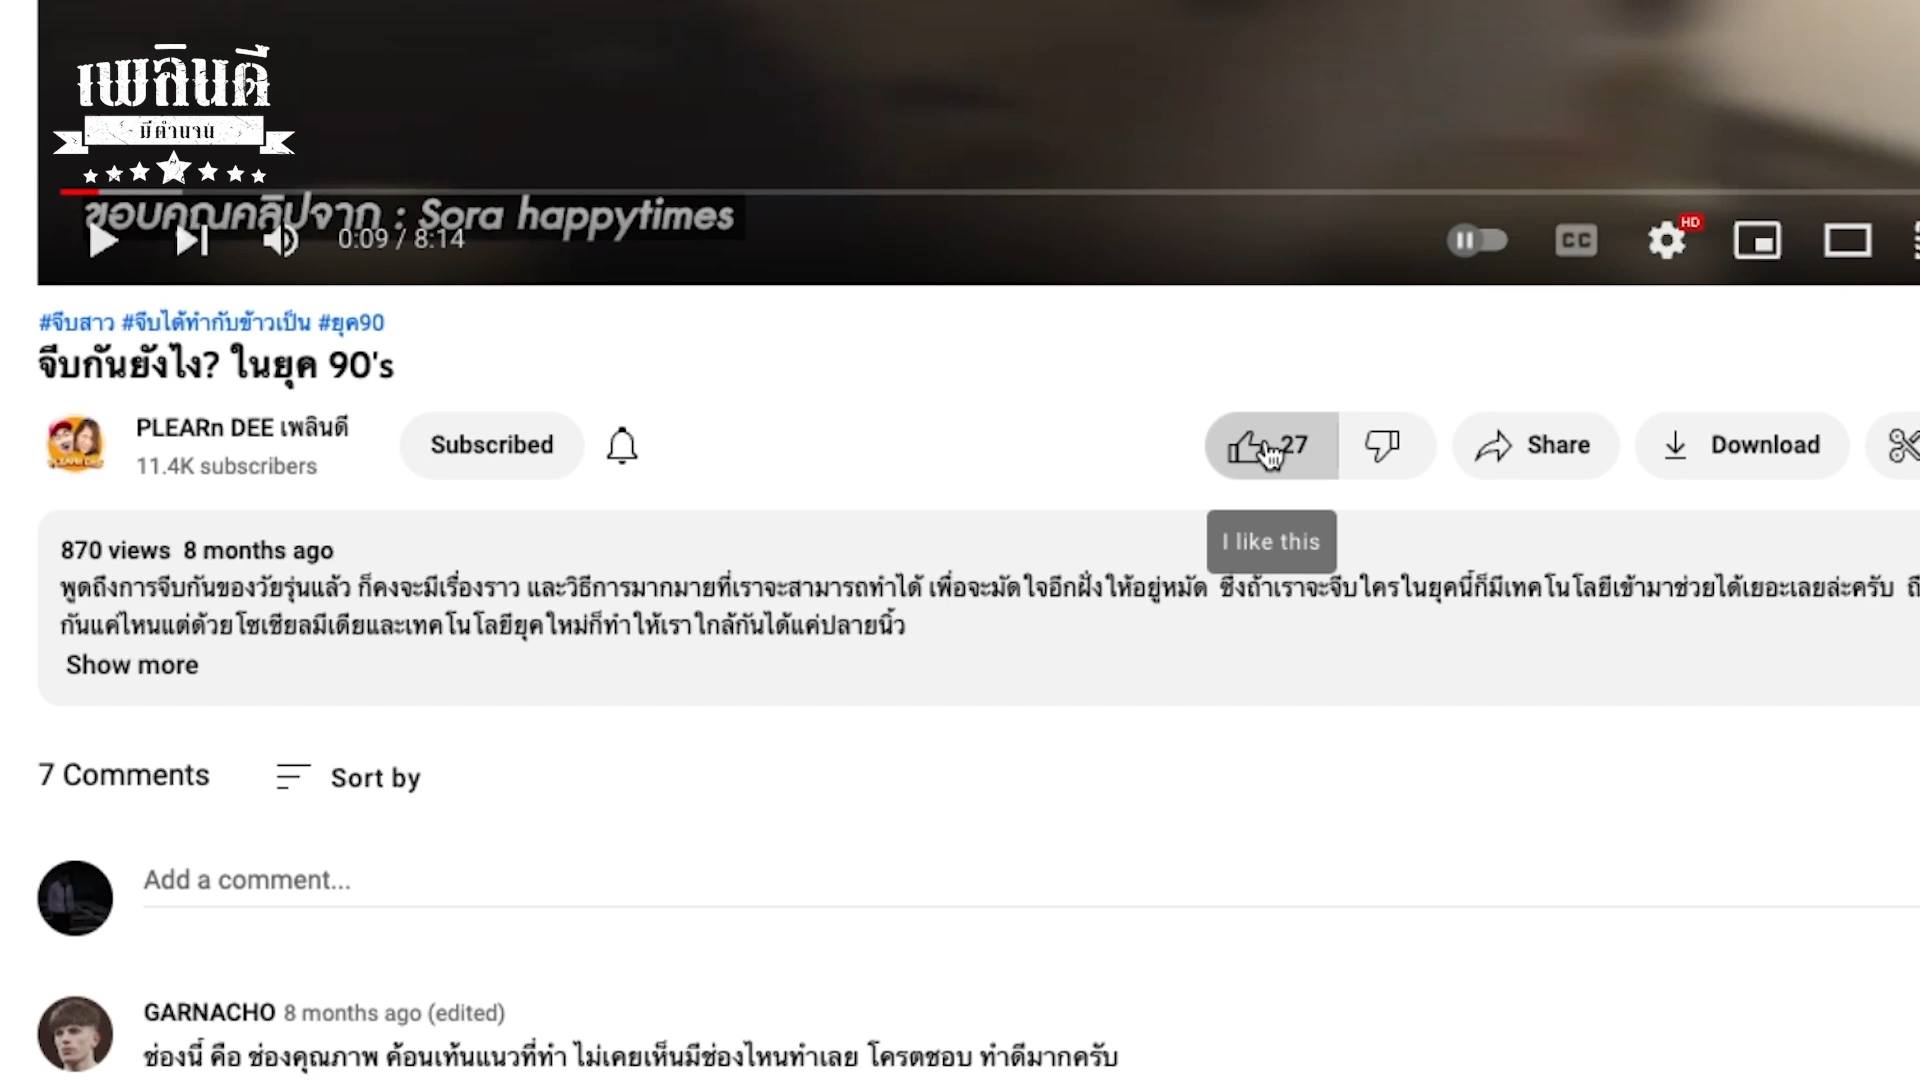 เพลินดี
มีตำนาน
ขอบคุณคลิปจาก : Sora happytimes
0:09 / 8:14
CC
HD
#จีบสาว #จีบได้ทำกับข้าวเป็น #ยุค90
จีบกันยังไง? ในยุค 90's
PLEARn DEE เพลินดี
11.4K subscribers
Subscribed
27
Share
Download
I like this
870 views 8 months ago
พูดถึงการจีบกันของวัยรุ่นแล้ว ก็คงจะมีเรื่องราว และวิธีการมากมายที่เราจะสามารถทำได้ เพื่อจะมัดใจอีกฝั่งให้อยู่หมัด ซึ่งถ้าเราจะจีบใครในยุคนี้ก็มีเทคโนโลยีเข้ามาช่วยได้เยอะเลยล่ะครับ
กันแค่ไหนแต่ด้วยโซเชียลมีเดียและเทคโนโลยียุคใหม่ก็ทำให้เราใกล้กันได้แค่ปลายนิ้ว
Show more
7 Comments
Sort by
Add a comment...
GARNACHO 8 months ago (edited)
ช่องนี้ คือ ช่องคุณภาพ ค้อนเท้นแนวที่ทำ ไม่เคยเห็นมีช่องไหนทำเลย โครตชอบ ทำดีมากครับ